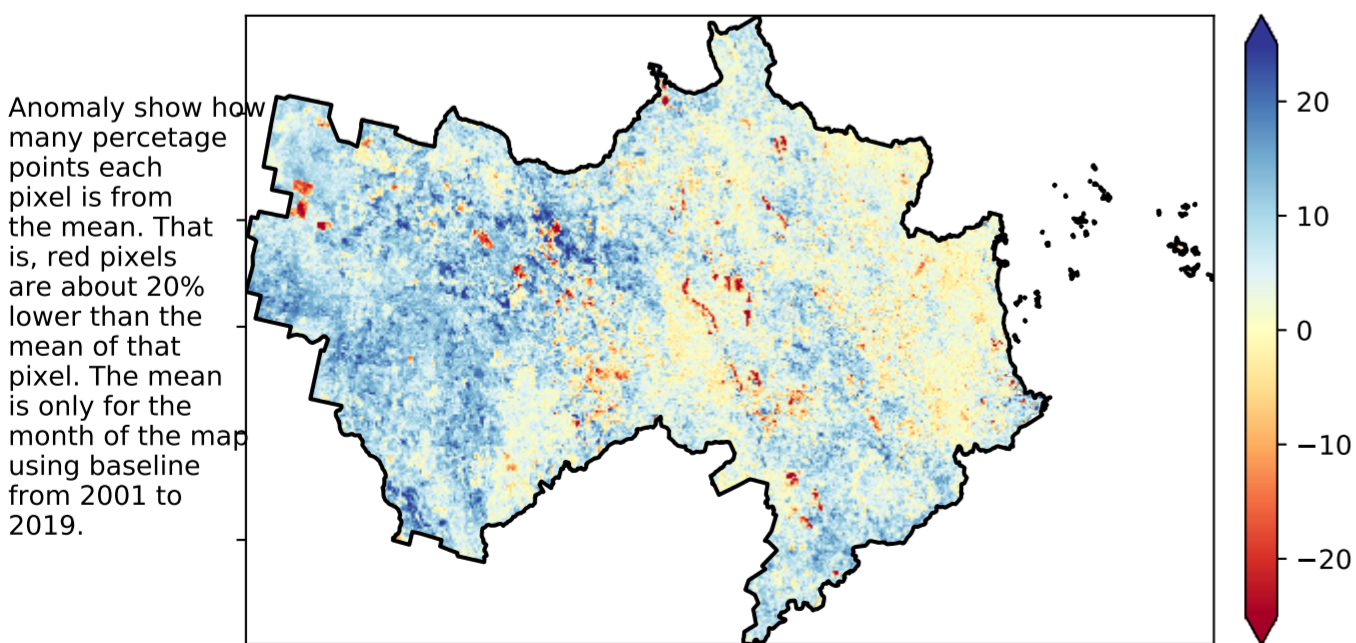 Anomaly show how
many percetage
points each
pixel is from
the mean. That
is, red pixels
are about 20%
lower than the
mean of that
pixel. The mean
is only for the
month of the map
using baseline
from 2001 to
2019.
20
10
0
−10
−20